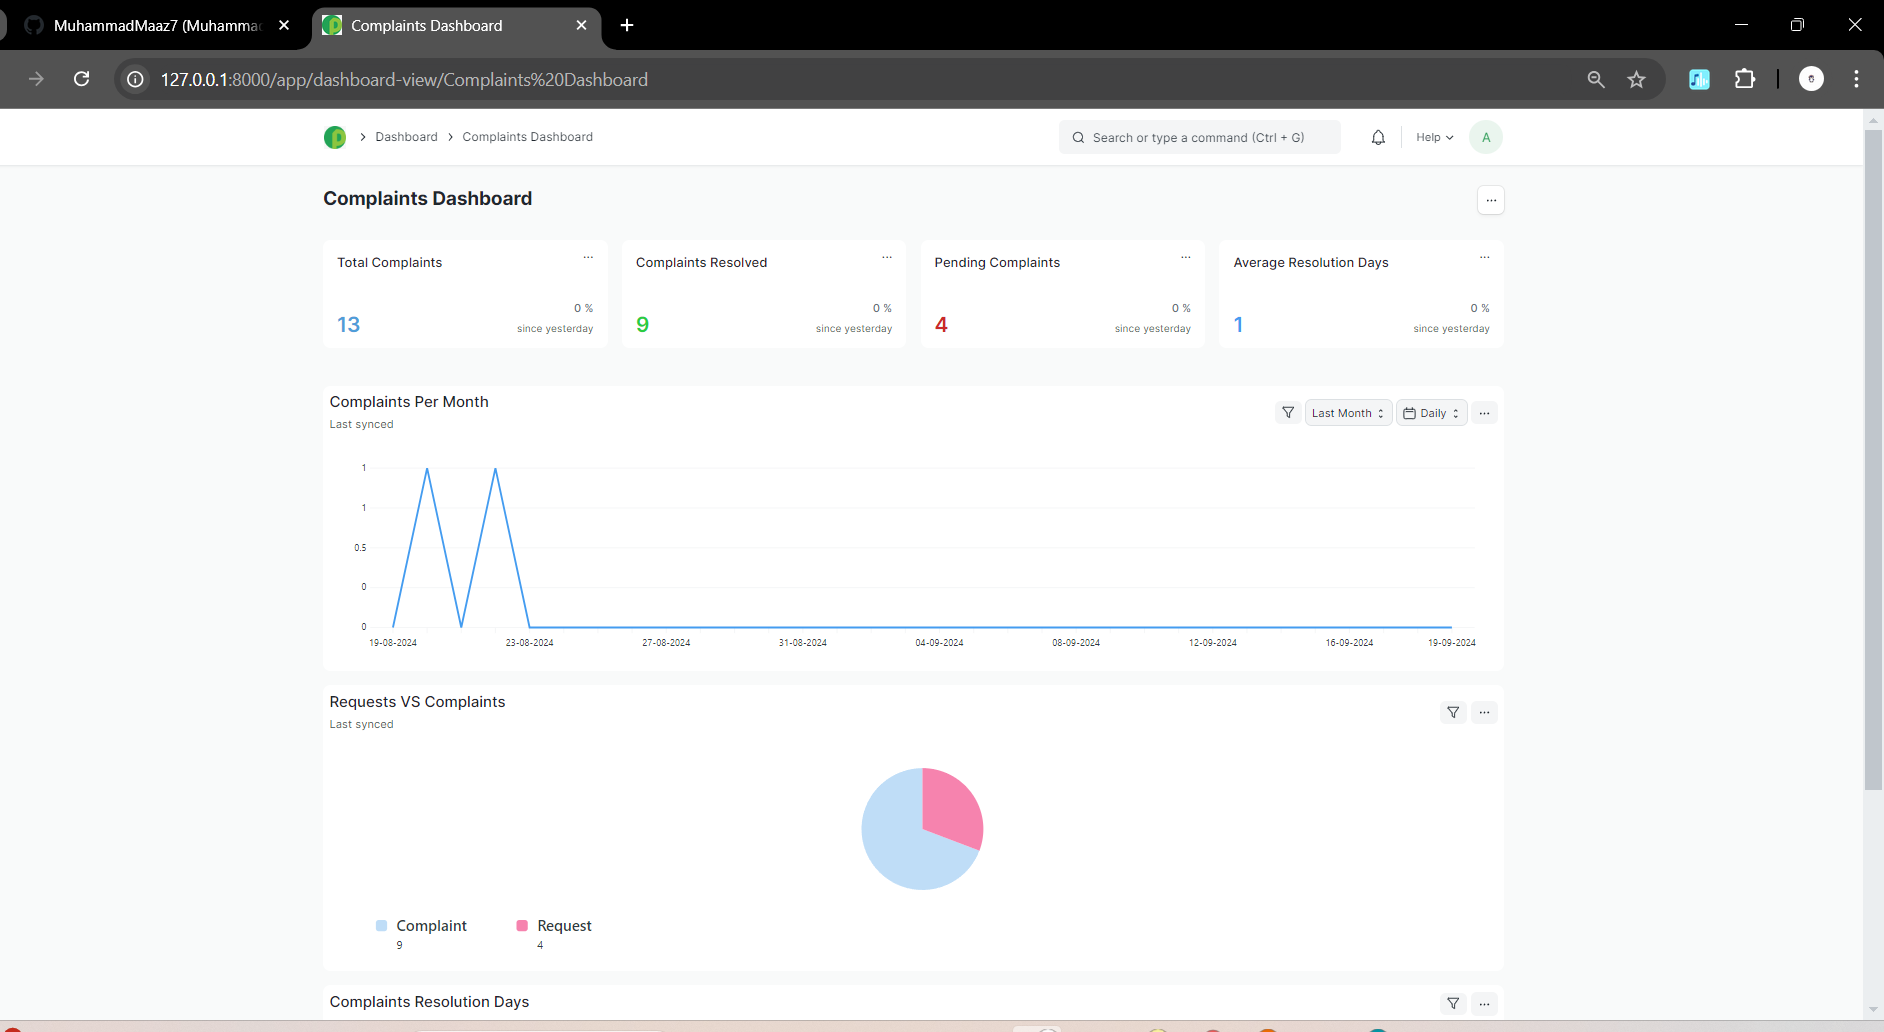 MuhammadMaaz7 (Muhamma
Complaints Dashboard
127.0.0.1:8000/app/dashboard-view/Complaints%20Dashboard
Dashboard
Complaints Dashboard
Search or type a command (Ctrl + G)
Help
A
Complaints Dashboard
Total Complaints
13
0 %
since yesterday
Complaints Resolved
9
0 %
since yesterday
Pending Complaints
4
0 %
since yesterday
Average Resolution Days
1
0 %
since yesterday
Complaints Per Month
Last synced
Last Month
Daily
1
1
0.5
0
0
19-08-2024 23-08-2024 27-08-2024 31-08-2024 04-09-2024 08-09-2024 12-09-2024 16-09-2024 19-09-2024
Requests VS Complaints
Last synced
Complaint
9
Request
4
Complaints Resolution Days